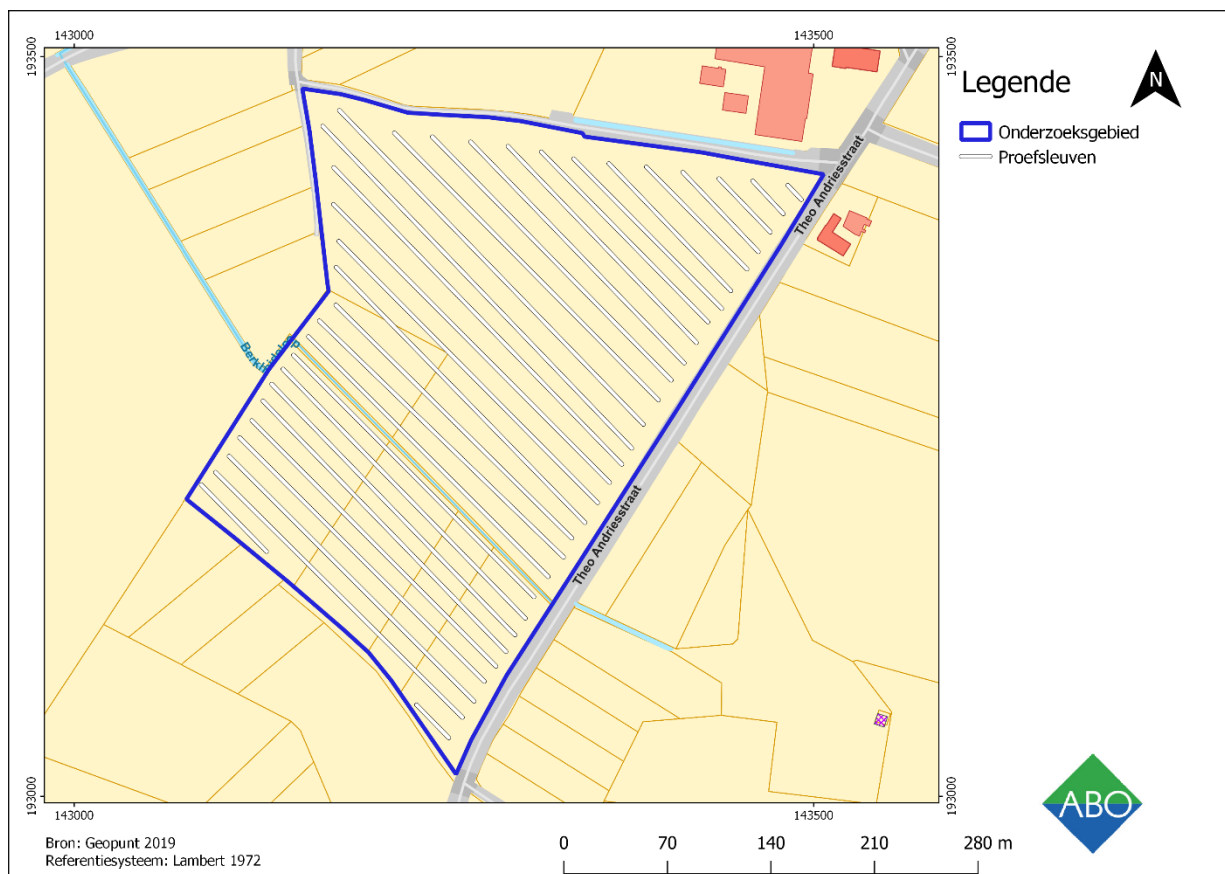 143000
143500
193500
193500
Legende
N
Onderzoeksgebied
Proefsleuven
Theo Andriesstraat
Berkheideloop
Theo Andriesstraat
193000
193000
143000
143500
Bron: Geopunt 2019
Referentiesysteem: Lambert 1972
0 70 140 210 280 m
ABO